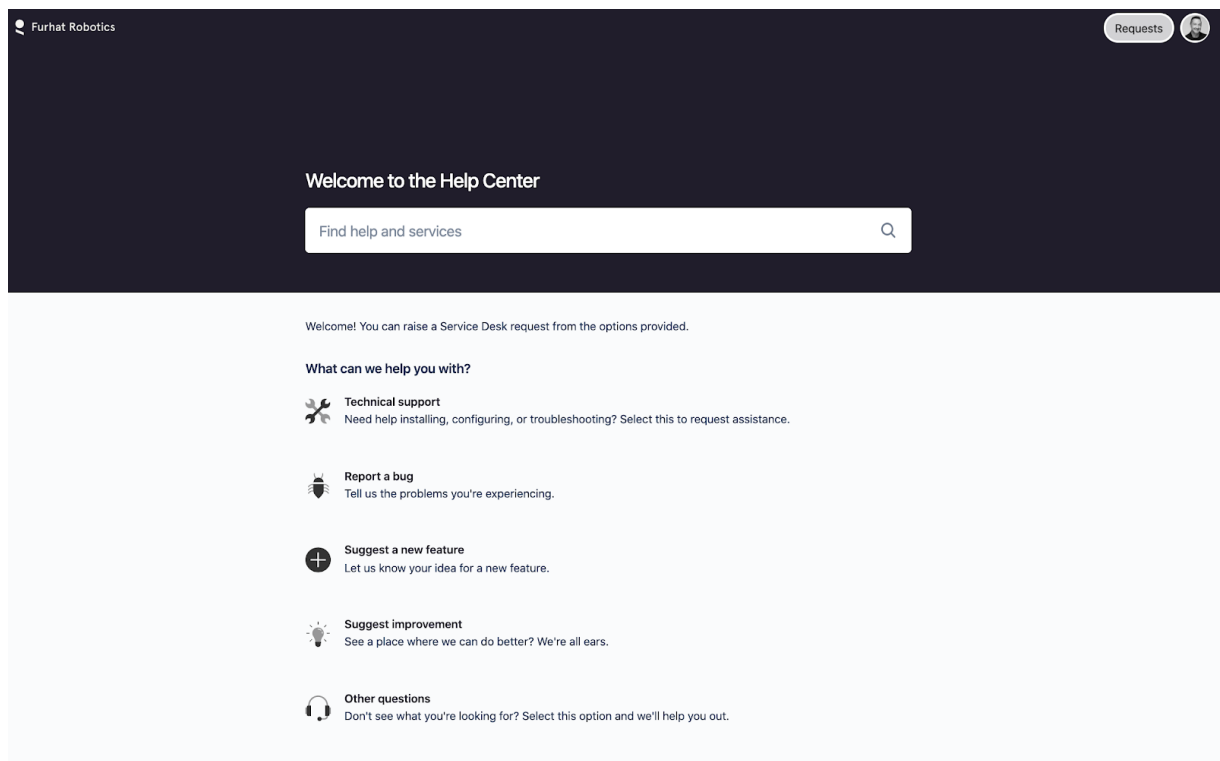 Furhat Robotics
Requests
Welcome to the Help Center
Find help and services
Welcome! You can raise a Service Desk request from the options provided.
What can we help you with?
Technical support
Need help installing, configuring, or troubleshooting? Select this to request assistance.
Report a bug
Tell us the problems you're experiencing.
Suggest a new feature
Let us know your idea for a new feature.
Suggest improvement
See a place where we can do better? We're all ears.
Other questions
Don't see what you're looking for? Select this option and we'll help you out.